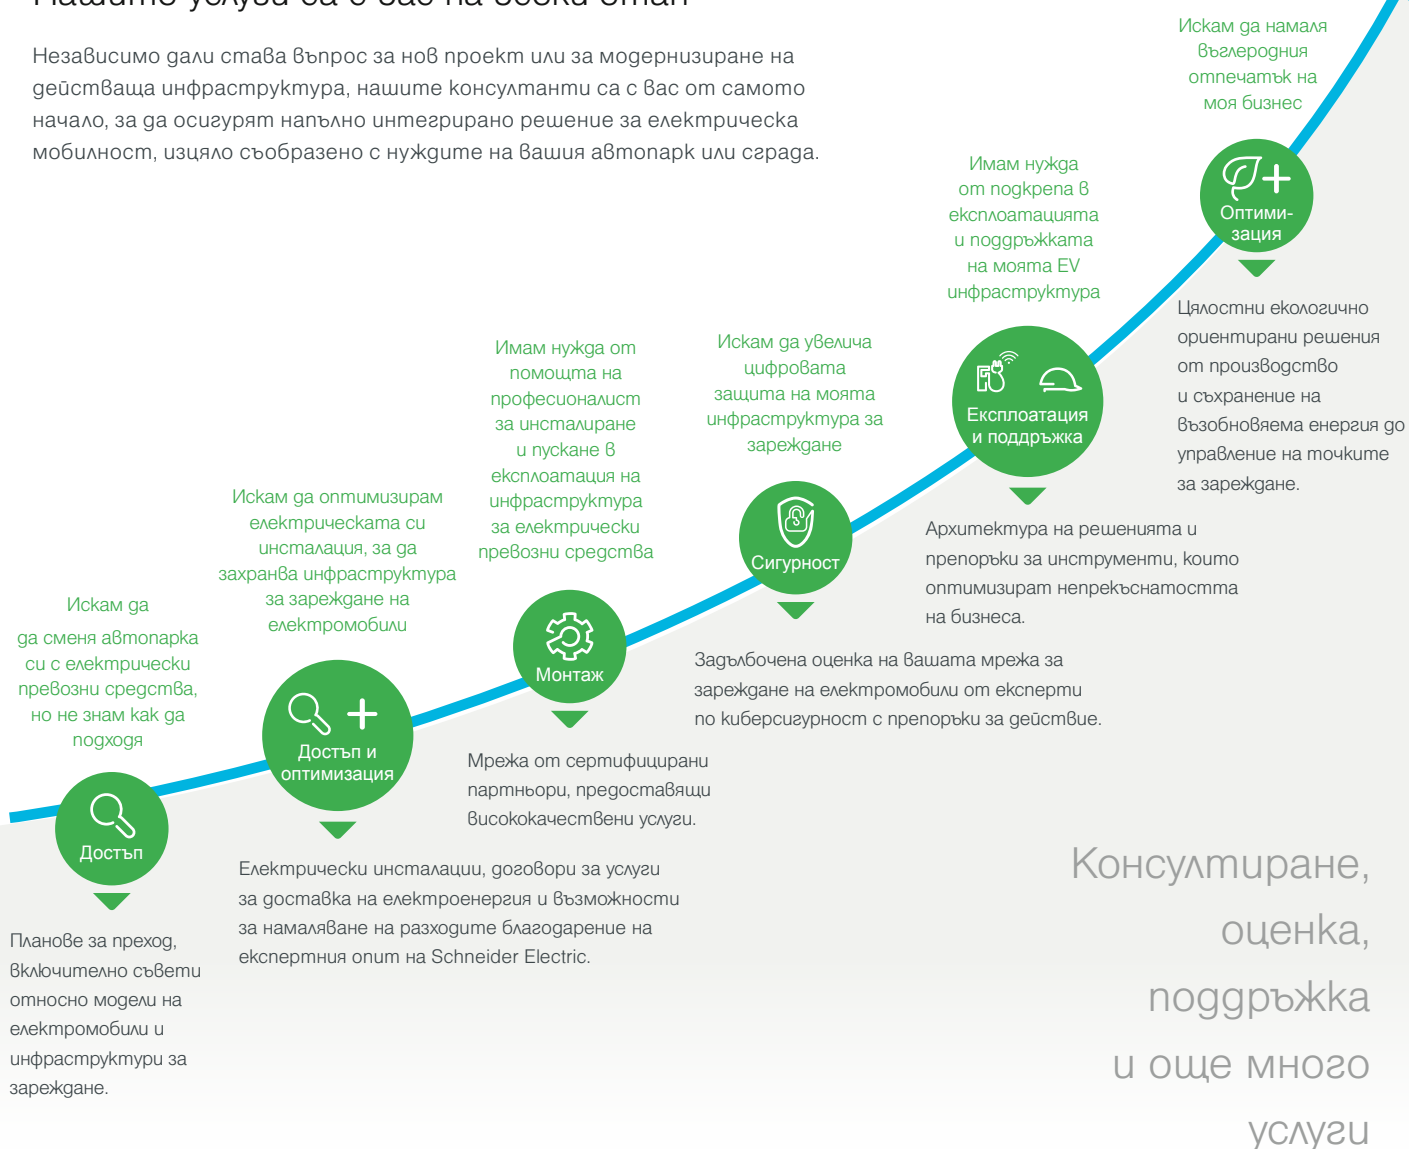 Нашите услуги са с вас на всеки етап
Независимо дали става въпрос за нов проект или за модернизиране на
действаща инфраструктура, нашите консултанти са с вас от самото
начало, за да осигурят напълно интегрирано решение за електрическа
мобилност, изцяло съобразено с нуждите на вашия автопарк или сграда.
Искам да
да сменя автопарка
си с електрически
превозни средства,
но не знам как да
подходя
Достъп
Планове за преход,
включително съвети
относно модели на
електромобили и
инфраструктури за
зареждане.
Искам да оптимизирам
електрическата си
инсталация, за да
захранва инфраструктура
за зареждане на
електромобили
Достъп и
оптимизация
Електрически инсталации, договори за услуги
за доставка на електроенергия и възможности
за намаляване на разходите благодарение на
експертния опит на Schneider Electric.
Имам нужда от
помощта на
професионалист
за инсталиране
и пускане в
експлоатация на
инфраструктура
за електрически
превозни средства
Монтаж
Мрежа от сертифицирани
партньори, предоставящи
висококачествени услуги.
Искам да увелича
цифровата
защита на моята
инфраструктура за
зареждане
Сигурност
Задълбочена оценка на вашата мрежа за
зареждане на електромобили от експерти
по киберсигурност с препоръки за действие.
Имам нужда
от подкрепа в
експлоатацията
и поддръжката
на моята EV
инфраструктура
Експлоатация
и поддръжка
Архитектура на решенията и
препоръки за инструменти, които
оптимизират непрекъснатостта
на бизнеса.
Искам да намаля
въглеродния
отпечатък на
моя бизнес
Оптими-
зация
Цялостни екологично
ориентирани решения
от производство
и съхранение на
възобновяема енергия до
управление на точките
за зареждане.
Консултиране,
оценка,
поддръжка
и още много
услуги